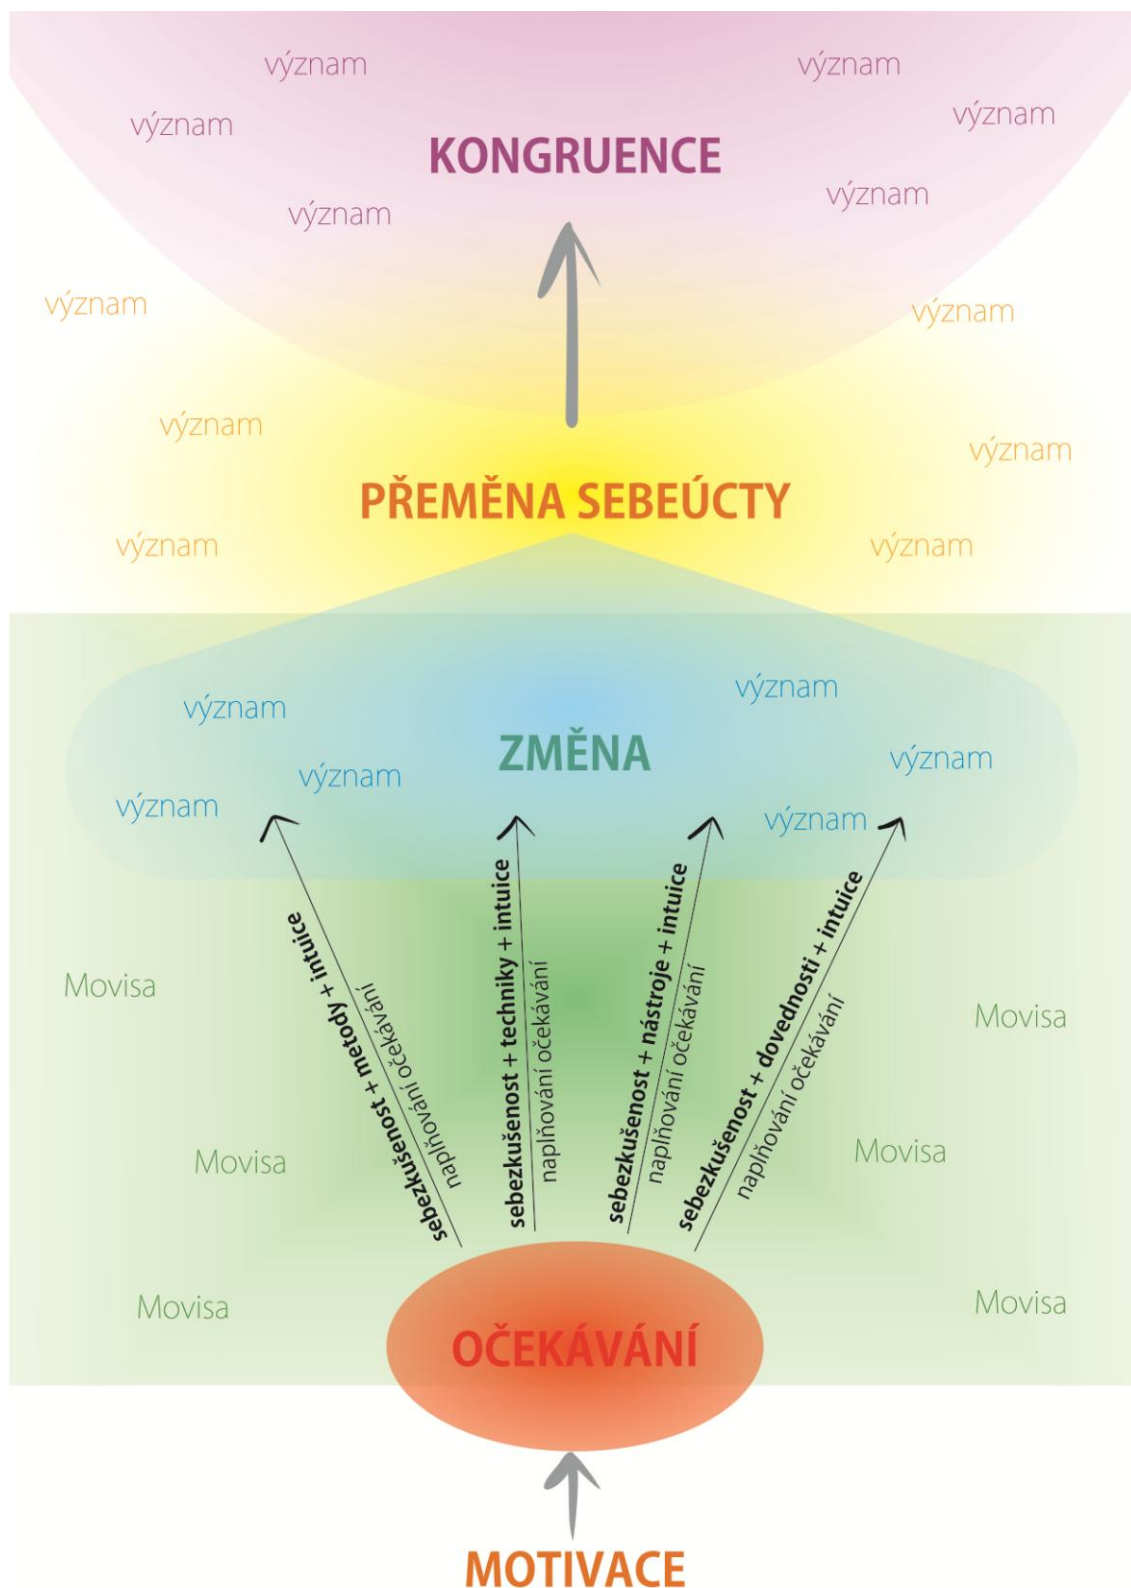 význam
význam
význam
význam
KONGRUENCE
význam
význam
význam
význam
význam
význam
PŘEMĚNA SEBEÚCTY
význam
význam
význam
význam
význam
ZMĚNA
význam
význam
význam
význam
sebezkušenost + metody + intuice
naplňování očekávání
sebezkušenost + techniky + intuice
naplňování očekávání
sebezkušenost + nástroje + intuice
naplňování očekávání
sebezkušenost + dovednosti + intuice
naplňování očekávání
Movisa
Movisa
Movisa
Movisa
Movisa
Movisa
OČEKÁVÁNÍ
MOTIVACE